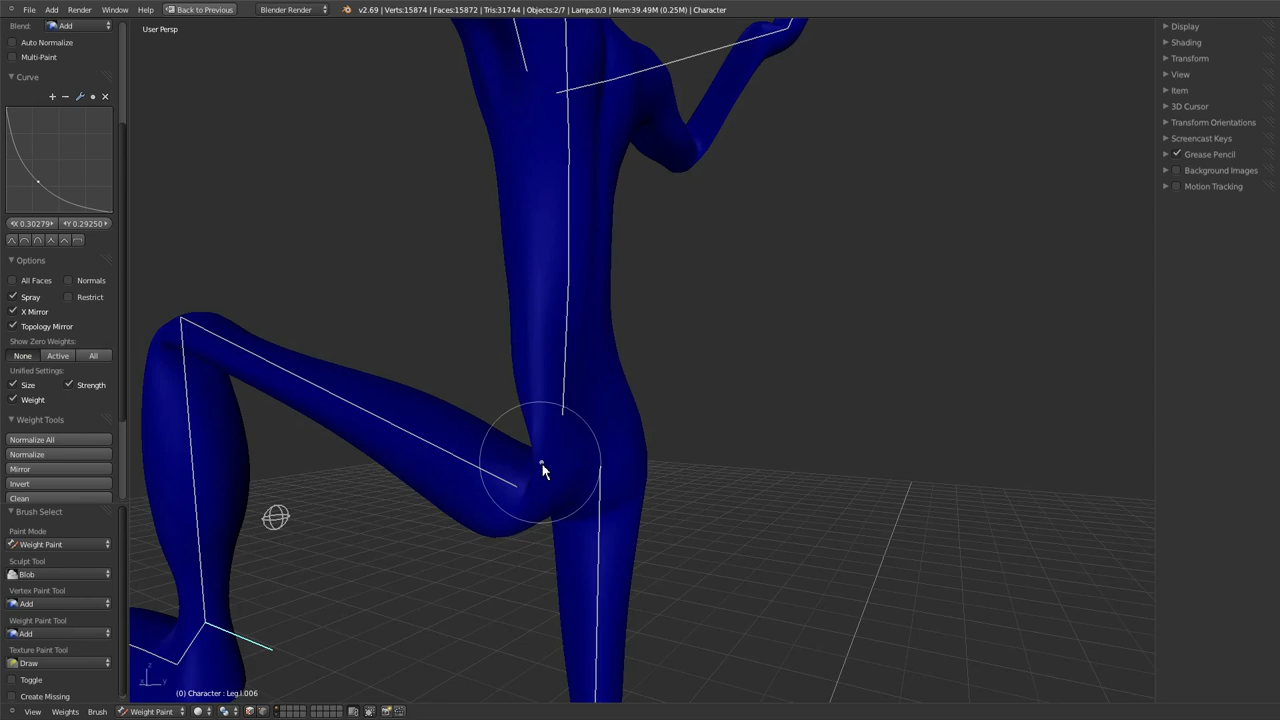 File Add Render Window Help Back to Previous Blender Render v2.69 | Verts:15874 | Faces:15872 | Tris:31744 | Objects:2/7 | Lamps:0/3 | Mem:39.49M (0.25M) | Character
Blend: Add
Auto Normalize
Multi-Paint
Curve
X 0.30279 Y 0.29250
Options
All Faces Normals
Spray Restrict
X Mirror
Topology Mirror
Show Zero Weights:
None Active All
Unified Settings:
Size Strength
Weight
Weight Tools
Normalize All
Normalize
Mirror
Invert
Clean
Brush Select
Paint Mode
Weight Paint
Sculpt Tool
Blob
Vertex Paint Tool
Add
Weight Paint Tool
Add
Texture Paint Tool
Draw
Toggle
Create Missing
User Persp
z
x y
(0) Character : Leg.l.006
Display
Shading
Transform
View
Item
3D Cursor
Transform Orientations
Screencast Keys
Grease Pencil
Background Images
Motion Tracking
View Weights Brush Weight Paint